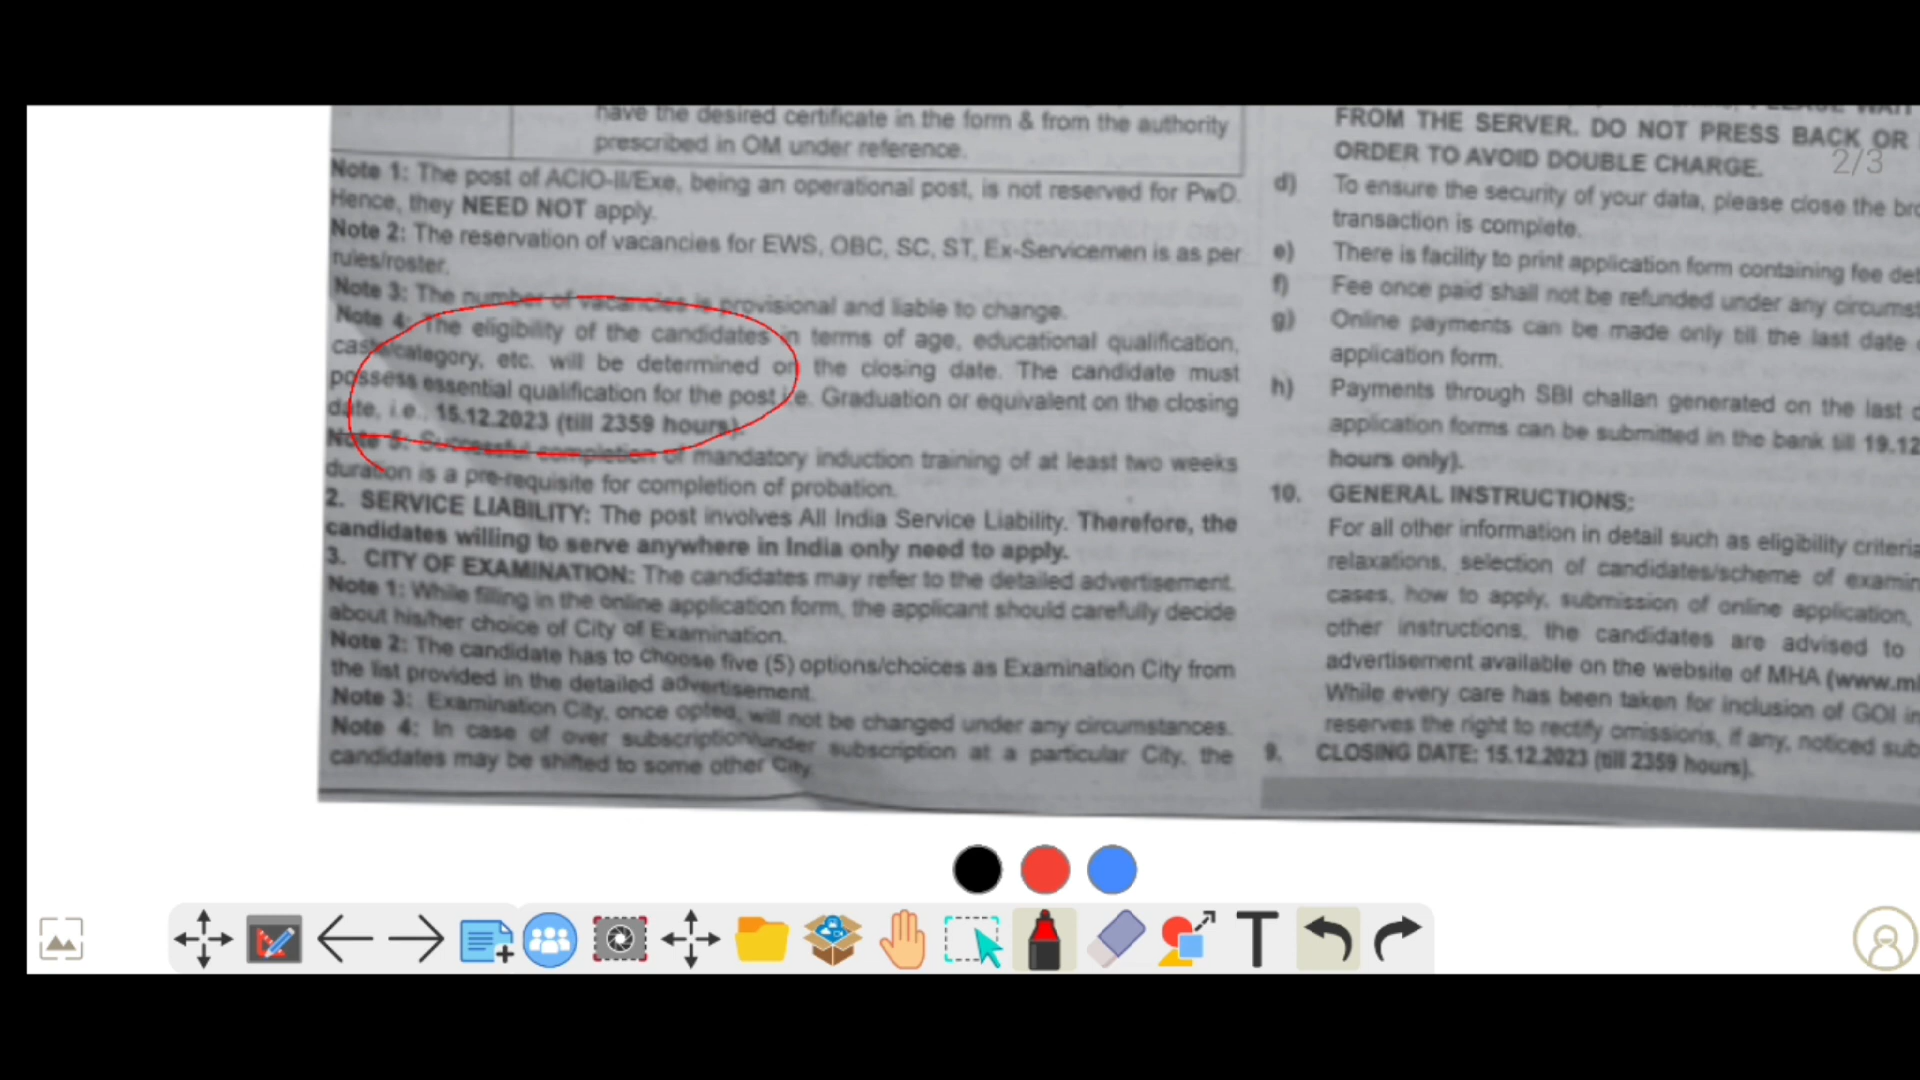 have the desired certificate in the form & from the authority
prescribed in OM under reference.
Note 1: The post of ACIO-II/Exe, being an operational post, is not reserved for PwD.
Hence, they NEED NOT apply.
Note 2: The reservation of vacancies for EWS, OBC, SC, ST, Ex-Servicemen is as per
rules/roster.
Note 3: The number of vacancies is provisional and liable to change.
Note 4: The eligibility of the candidates in terms of age, educational qualification,
caste/category, etc. will be determined on the closing date. The candidate must
possess essential qualification for the post i.e. Graduation or equivalent on the closing
date, i.e., 15.12.2023 (till 2359 hours).
Note 5: Successful completion of mandatory induction training of at least two weeks
duration is a pre-requisite for completion of probation.
2. SERVICE LIABILITY: The post involves All India Service Liability. Therefore, the
candidates willing to serve anywhere in India only need to apply.
3. CITY OF EXAMINATION: The candidates may refer to the detailed advertisement.
Note 1: While filling in the online application form, the applicant should carefully decide
about his/her choice of City of Examination.
Note 2: The candidate has to choose five (5) options/choices as Examination City from
the list provided in the detailed advertisement.
Note 3: Examination City, once opted, will not be changed under any circumstances.
Note 4: In case of over subscription/under subscription at a particular City, the
candidates may be shifted to some other City
PLEASE WAIT
FROM THE SERVER. DO NOT PRESS BACK OR
ORDER TO AVOID DOUBLE CHARGE.
2/3
d) To ensure the security of your data, please close the bro
transaction is complete.
e) There is facility to print application form containing fee det
f) Fee once paid shall not be refunded under any circumst
g) Online payments can be made only till the last date
application form.
h) Payments through SBI challan generated on the last d
application forms can be submitted in the bank till 19.12
hours only).
10. GENERAL INSTRUCTIONS:
For all other information in detail such as eligibility criteria
relaxations, selection of candidates/scheme of examin
cases, how to apply, submission of online application,
other instructions, the candidates are advised to
advertisement available on the website of MHA (www.m
While every care has been taken for inclusion of GOI in
reserves the right to rectify omissions, if any, noticed sub
9. CLOSING DATE: 15.12.2023 (till 2359 hours).
T